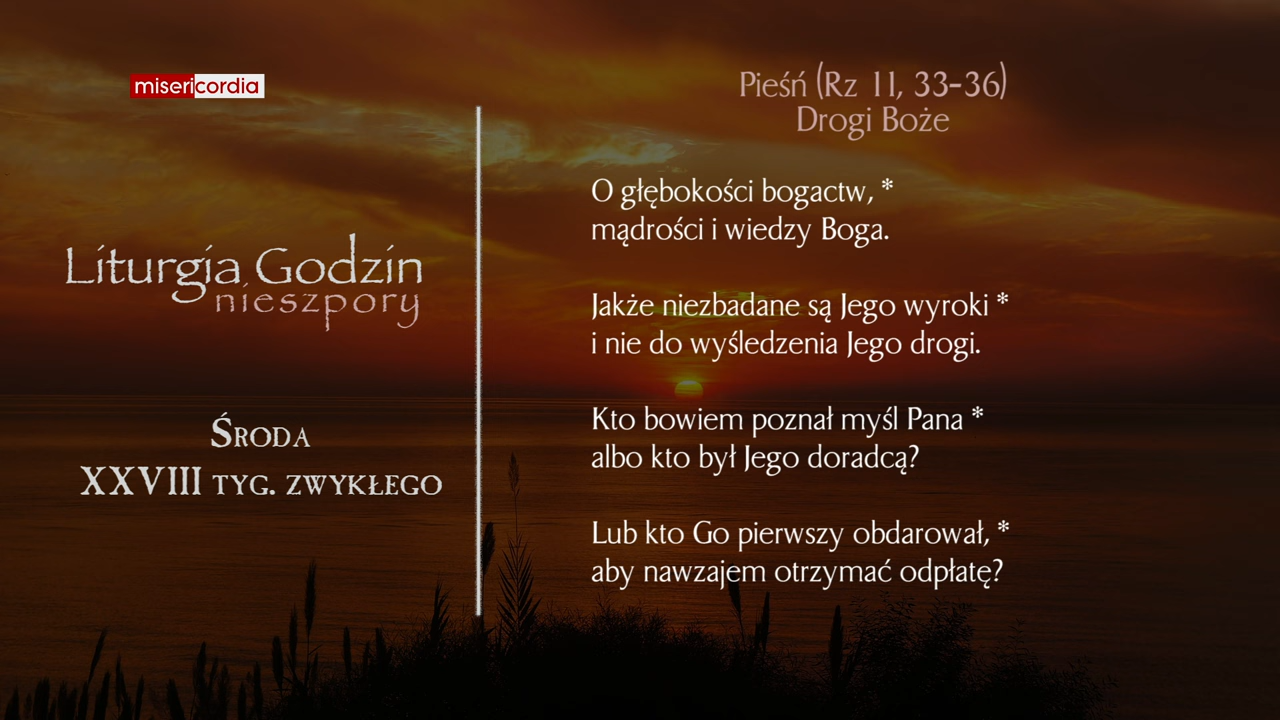 misericordia
Liturgia Godzin
nieszpory
Środa
XXVIII tyg. zwykłego
Pieśń (Rz 11, 33-36)
Drogi Boże
O głębokości bogactw, *
mądrości i wiedzy Boga.
Jakże niezbadane są Jego wyroki *
i nie do wyśledzenia Jego drogi.
Kto bowiem poznał myśl Pana *
albo kto był Jego doradcą?
Lub kto Go pierwszy obdarował, *
aby nawzajem otrzymać odpłatę?